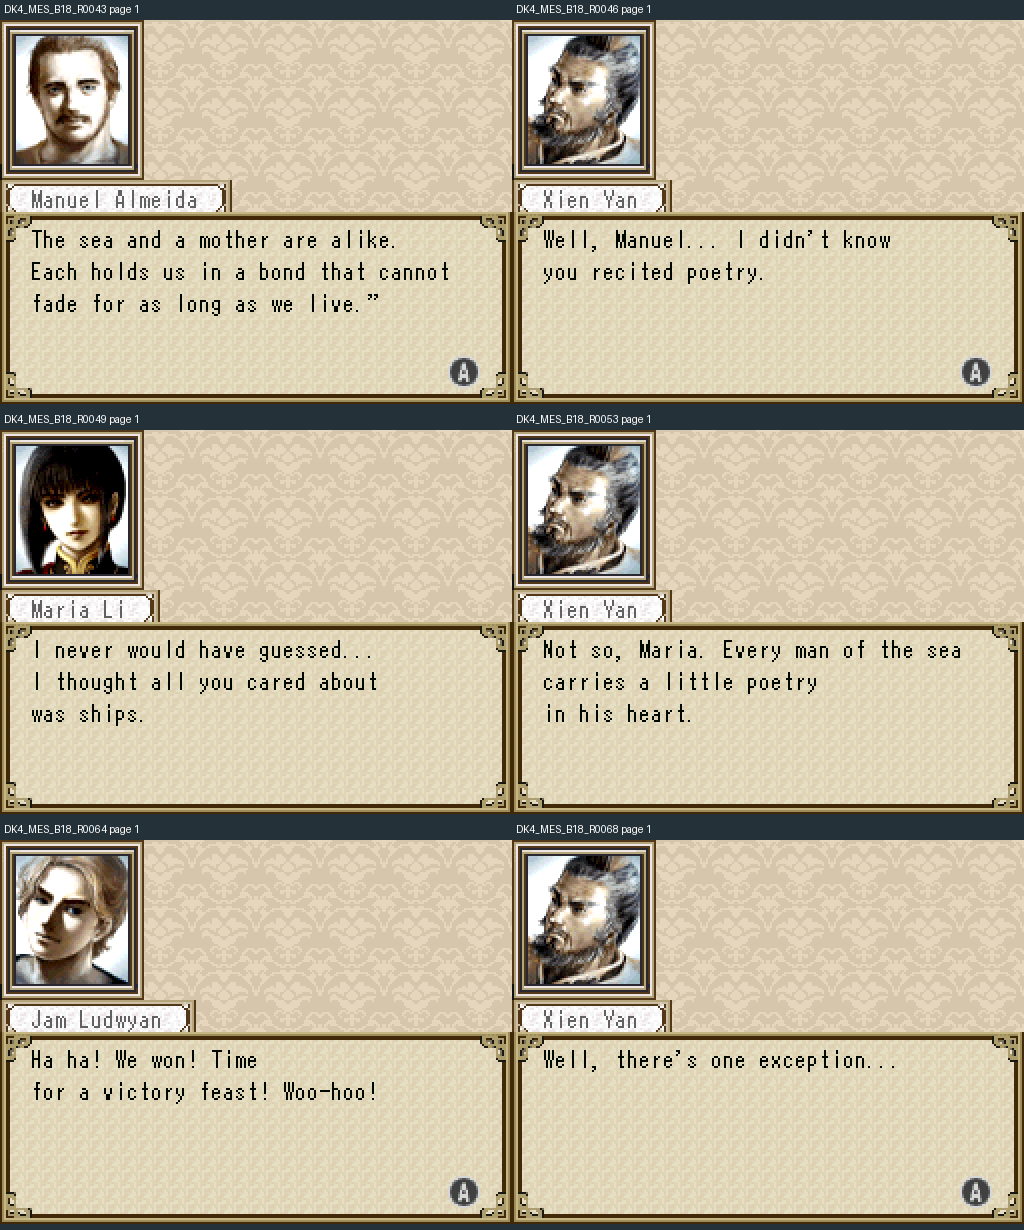 DK4_MES_B18_R0043 page 1
Manuel Almeida
The sea and a mother are alike.
Each holds us in a bond that cannot
fade for as long as we live.”
A
DK4_MES_B18_R0046 page 1
Xien Yan
Well, Manuel... I didn’t know
you recited poetry.
A
DK4_MES_B18_R0049 page 1
Maria Li
I never would have guessed...
I thought all you cared about
was ships.
DK4_MES_B18_R0053 page 1
Xien Yan
Not so, Maria. Every man of the sea
carries a little poetry
in his heart.
DK4_MES_B18_R0064 page 1
Jam Ludwyan
Ha ha! We won! Time
for a victory feast! Woo-hoo!
A
DK4_MES_B18_R0068 page 1
Xien Yan
Well, there’s one exception...
A